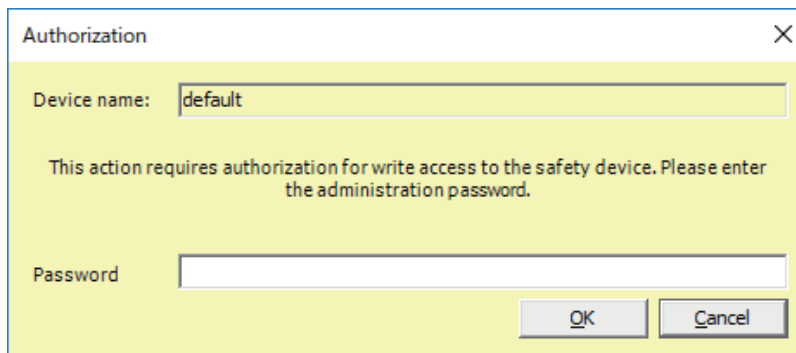 Authorization
Device name: default
This action requires authorization for write access to the safety device. Please enter
the administration password.
Password
OK Cancel